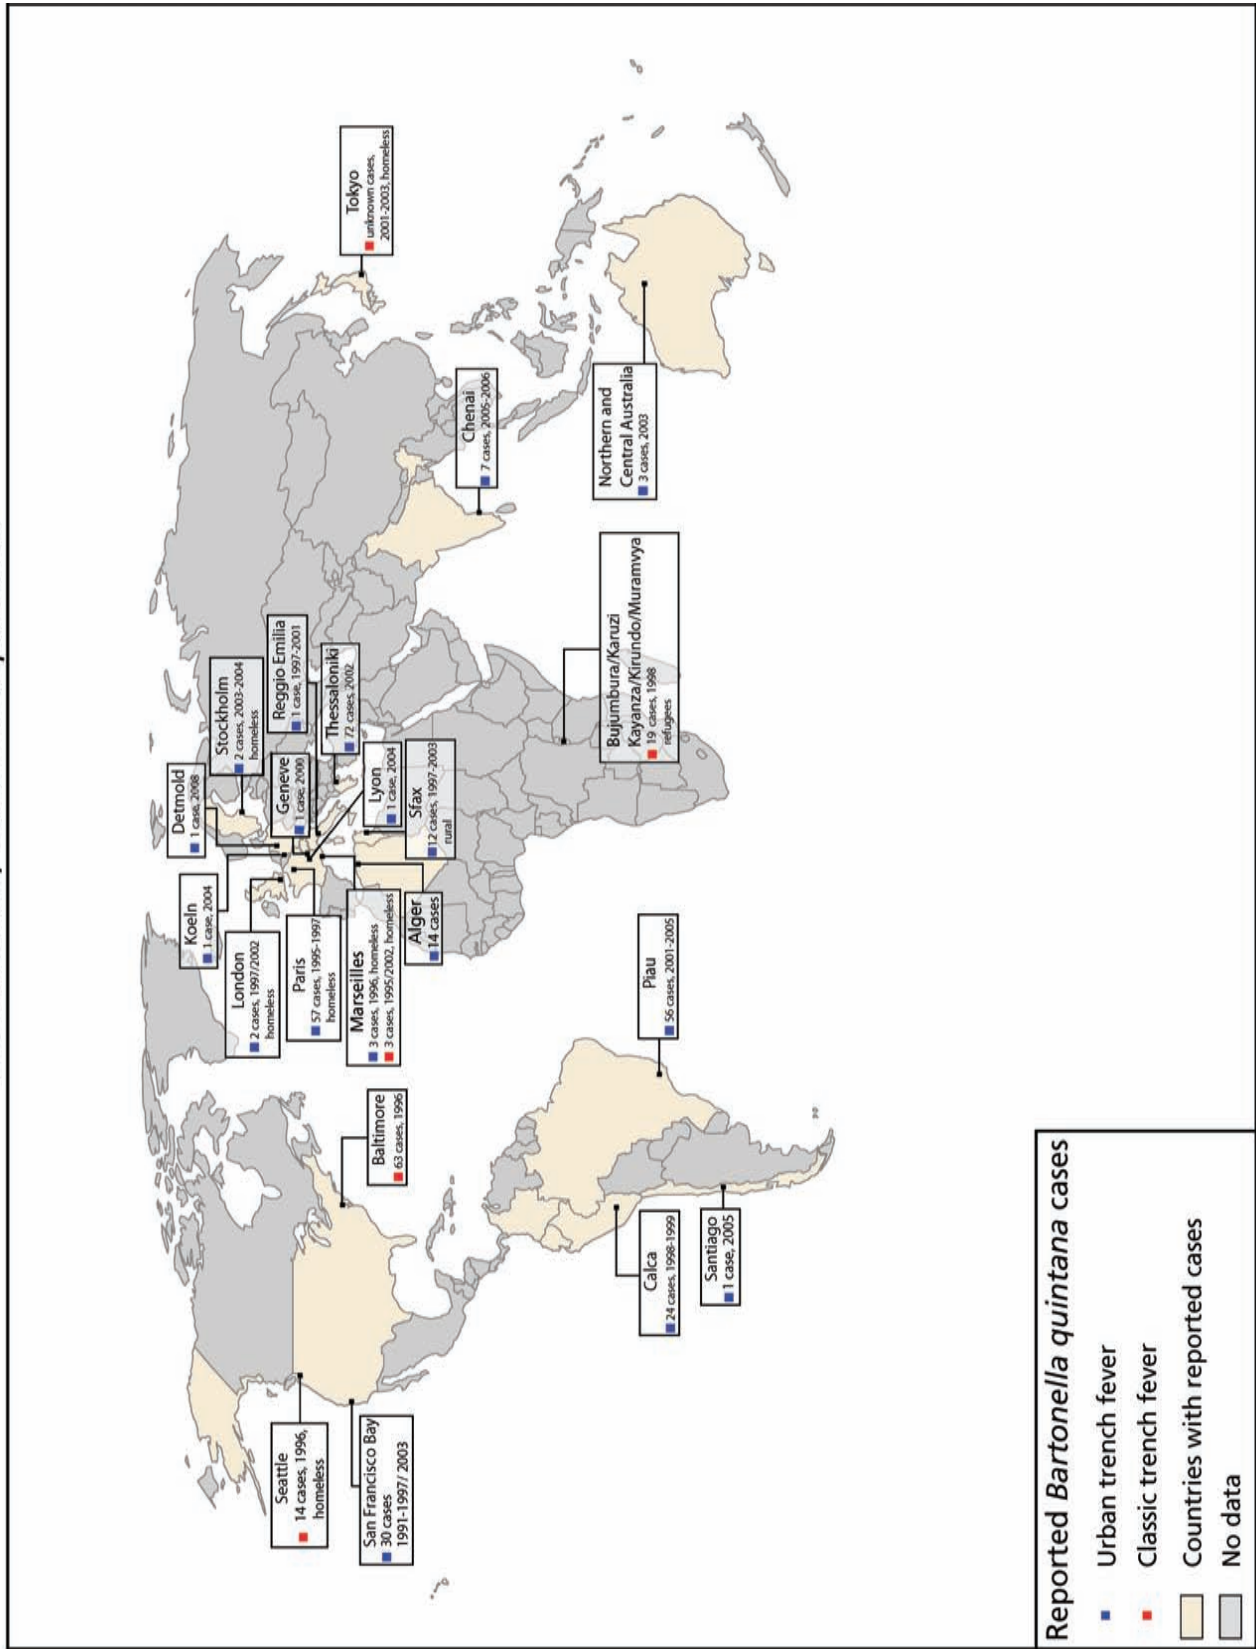 Seattle
14 cases, 1996,
homeless
San Francisco Bay
30 cases
1991-1997/ 2003
Baltimore
63 cases, 1996
Calca
24 cases, 1998-1999
Santiago
1 case, 2005
Piau
56 cases, 2001-2005
Koeln
1 case, 2004
London
2 cases, 1997/2002
homeless
Paris
57 cases, 1995-1997
homeless
Marseilles
3 cases, 1996, homeless
3 cases, 1995/2002, homeless
Alger
14 cases
Detmold
1 case, 2008
Stockholm
2 cases, 2003-2004
homeless
Geneve
1 case, 2000
Reggio Emilia
1 case, 1997-2001
Thessaloniki
72 cases, 2002
Lyon
1 case, 2004
Sfax
12 cases, 1997-2003
rural
Bujumbura/Karuzi
Kayanza/Kirundo/Muramvya
19 cases, 1998
refugees
Chenai
7 cases, 2005-2006
Northern and
Central Australia
3 cases, 2003
Tokyo
unknown cases,
2001-2003, homeless
Reported Bartonella quintana cases
Urban trench fever
Classic trench fever
Countries with reported cases
No data